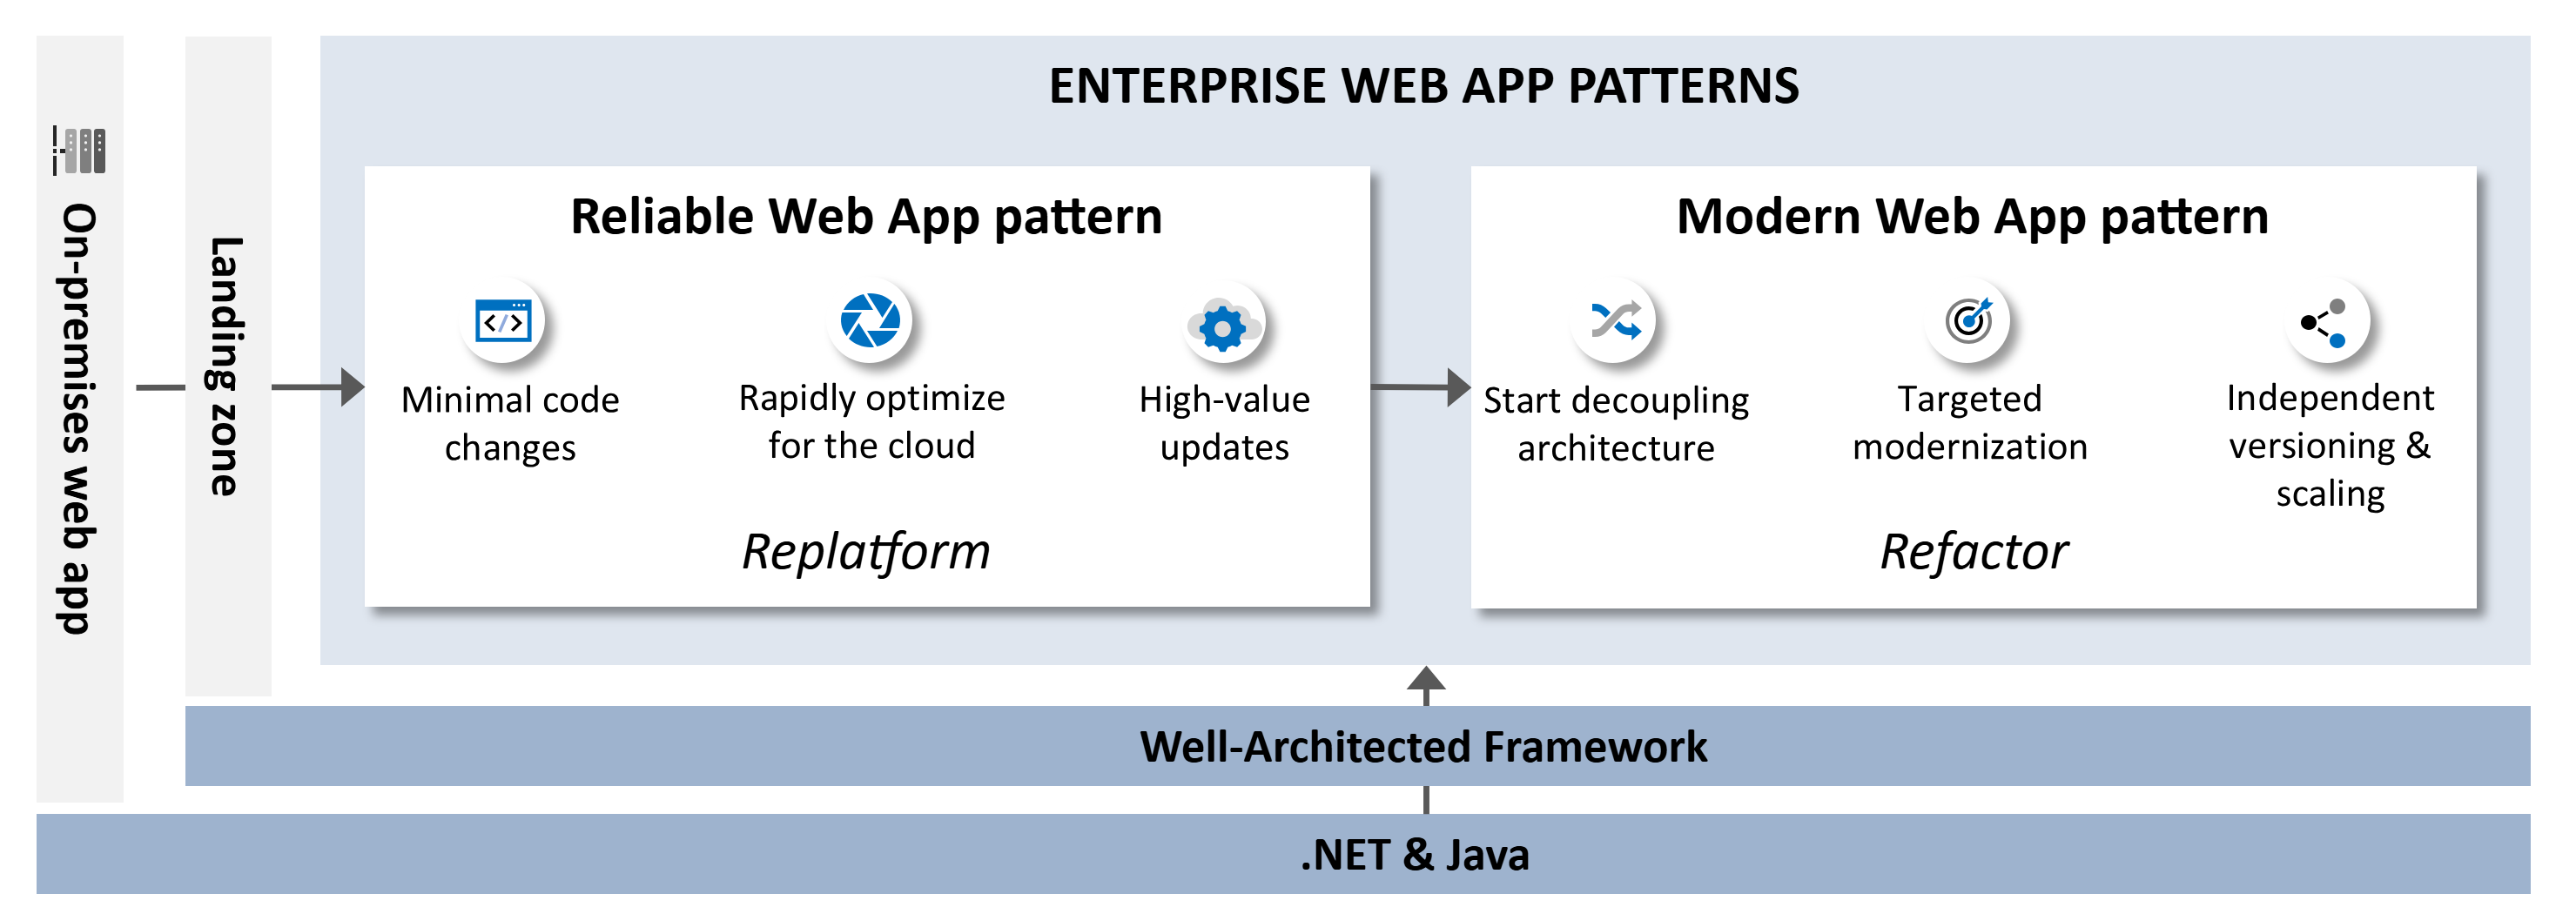 On-premises web app
Landing zone
ENTERPRISE WEB APP PATTERNS
Reliable Web App pattern
</>
Minimal code
changes
Rapidly optimize
for the cloud
High-value
updates
Replatform
Modern Web App pattern
Start decoupling
architecture
Targeted
modernization
Independent
versioning &
scaling
Refactor
Well-Architected Framework
.NET & Java